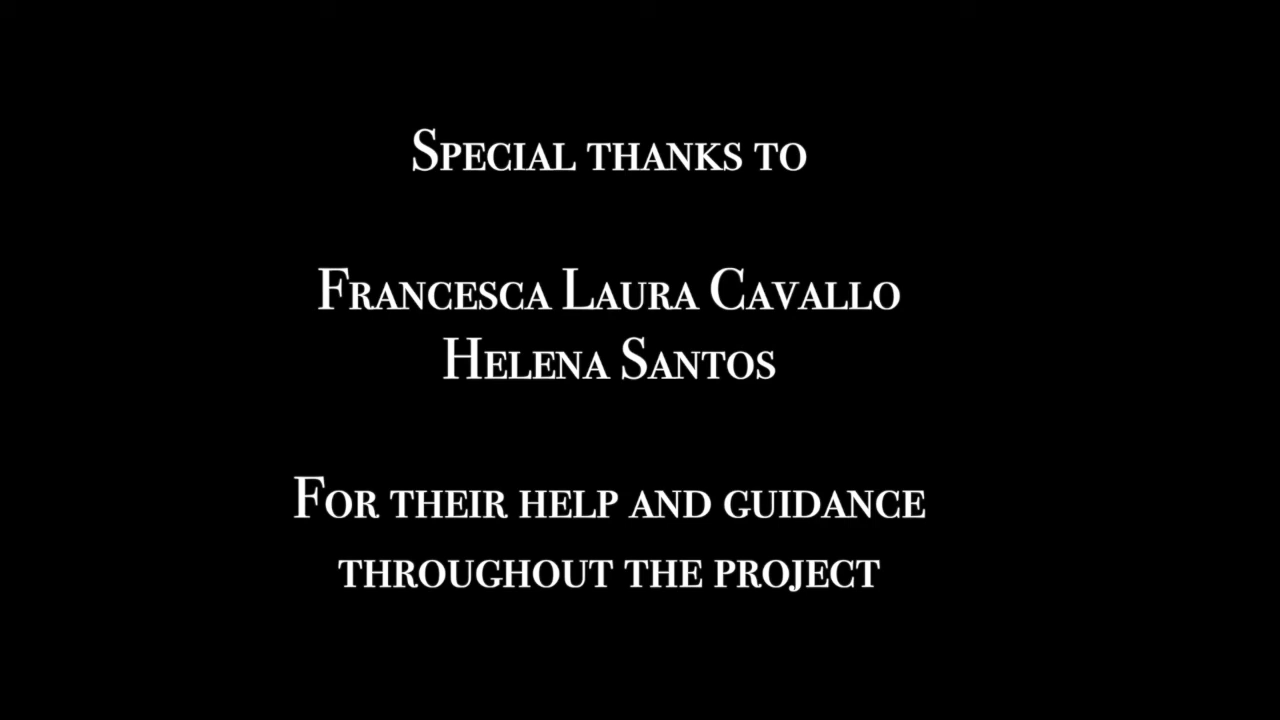 Special thanks to
Francesca Laura Cavallo
Helena Santos
For their help and guidance
throughout the project